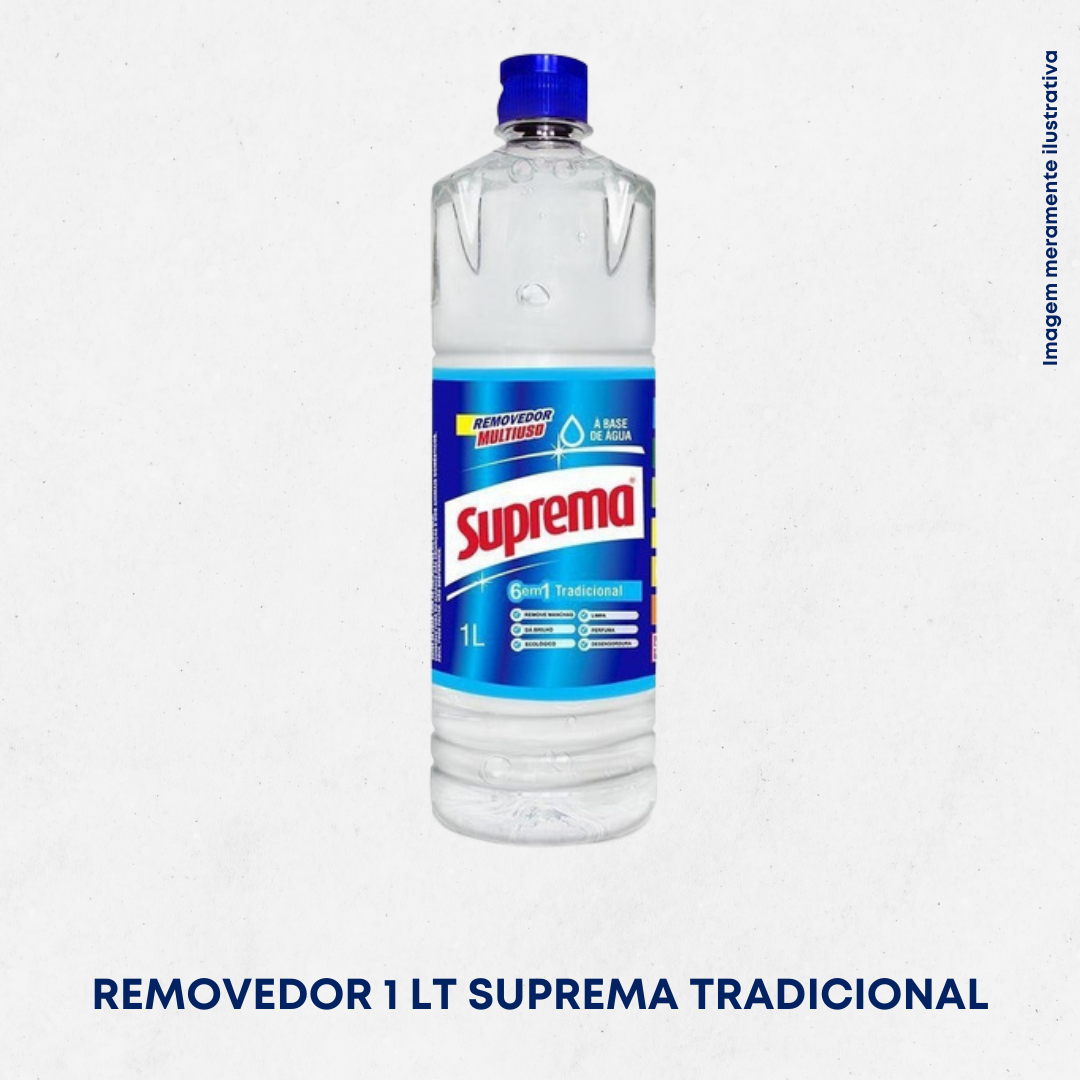 Imagem meramente ilustrativa
REMOVEDOR
MULTIUSO
À BASE
DE ÁGUA
Suprema®
6em1 Tradicional
REMOVE MANCHAS
LIMPA
DÁ BRILHO
PERFUMA
ECOLÓGICO
DESENGORDURA
1L
REMOVEDOR 1 LT SUPREMA TRADICIONAL